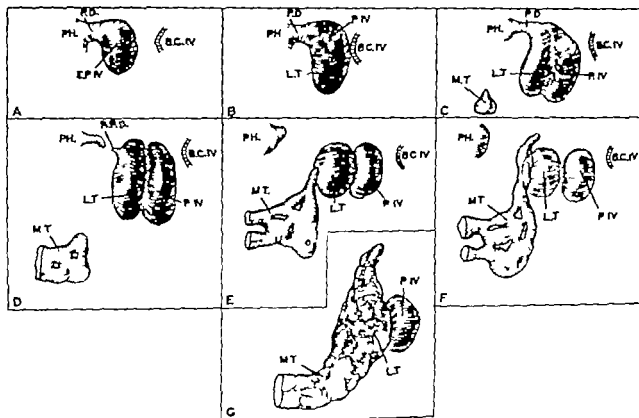 P.D.
PH.
B.C. IV
E.P IV
A
P.D
P. IV
PH
B.C. IV
L.T
B
P.D.
PH.
B.C. IV
L.T
P. IV
M.T
C
PH.
B.C. IV
L.T
P. IV
M.T.
D
PH.
B.C. IV
M.T.
L.T
P. IV
E
PH.
B.C. IV
M.T
L.T
P. IV
F
P. IV
M.T.
L.T
G